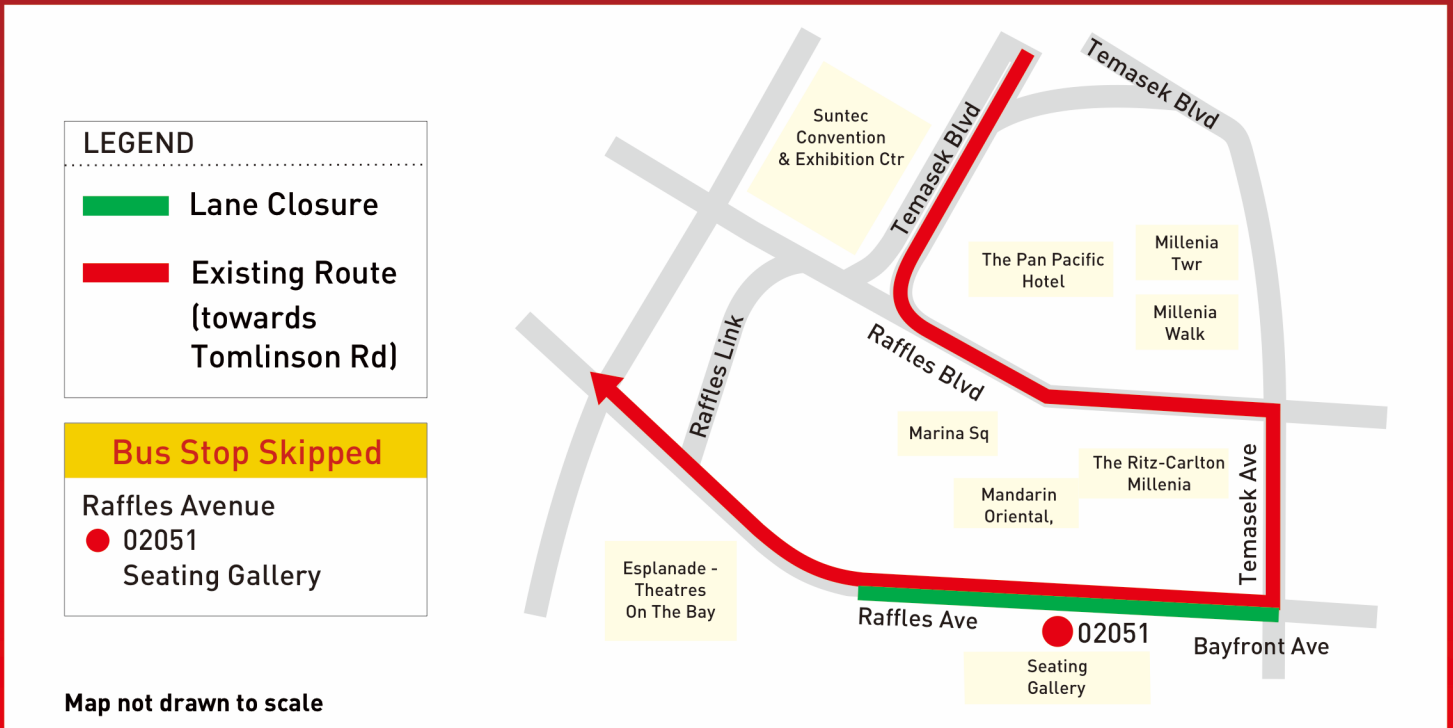 LEGEND
Lane Closure
Existing Route
(towards
Tomlinson Rd)
Bus Stop Skipped
Raffles Avenue
02051
Seating Gallery
Map not drawn to scale
Temasek Blvd
Suntec
Convention
& Exhibition Ctr
Temasek Blvd
The Pan Pacific
Hotel
Millenia
Twr
Millenia
Walk
Raffles Link
Raffles Blvd
Marina Sq
The Ritz-Carlton
Millenia
Mandarin
Oriental,
Temasek Ave
Esplanade -
Theatres
On The Bay
Raffles Ave
02051
Bayfront Ave
Seating
Gallery